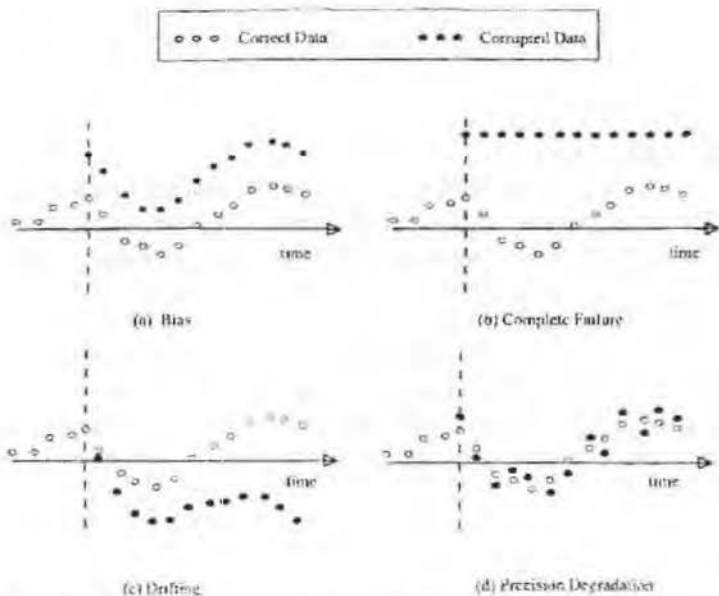 Correct Data
Corrupted Data
time
(a) Bias
time
(b) Complete Failure
time
(c) Drifting
time
(d) Precision Degradation